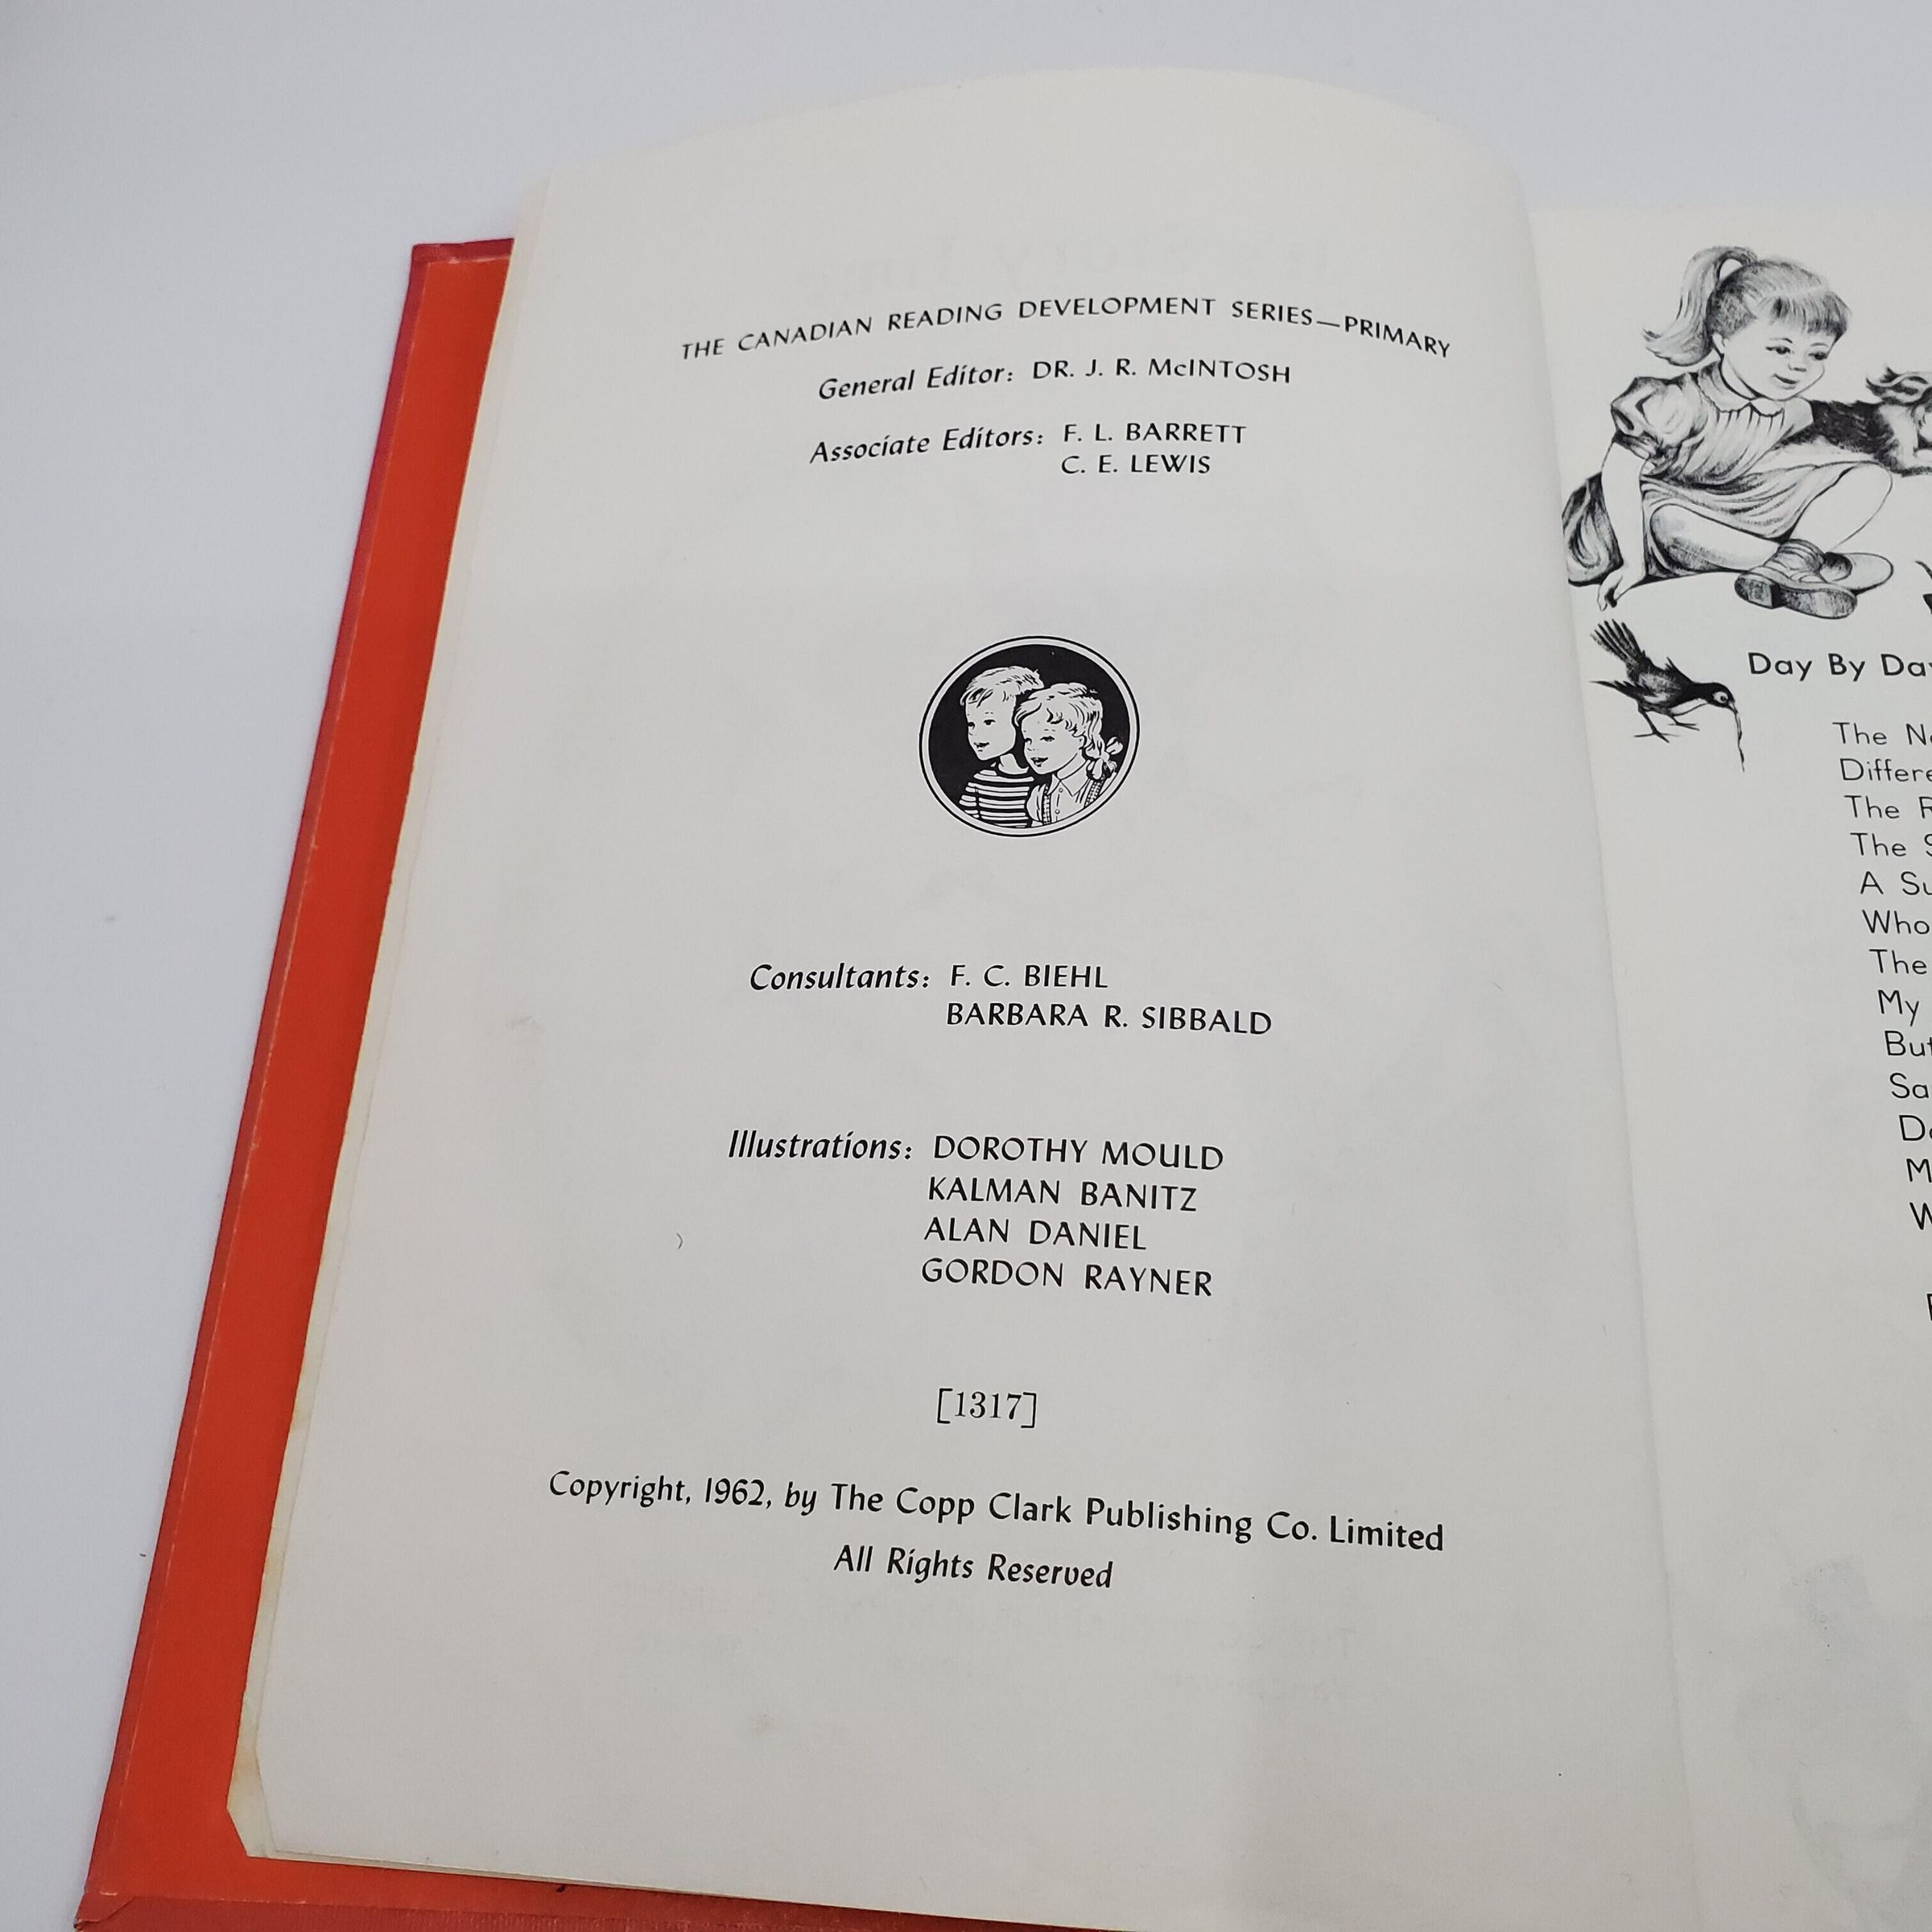 THE CANADIAN READING DEVELOPMENT SERIES—PRIMARY
General Editor: DR. J. R. McINTOSH
Associate Editors: F. L. BARRETT
C. E. LEWIS
Consultants: F. C. BIEHL
BARBARA R. SIBBALD
Illustrations: DOROTHY MOULD
KALMAN BANITZ
ALAN DANIEL
GORDON RAYNER
[1317]
Copyright, 1962, by The Copp Clark Publishing Co. Limited
All Rights Reserved
Day By
The
The
The
A
Who
The
My